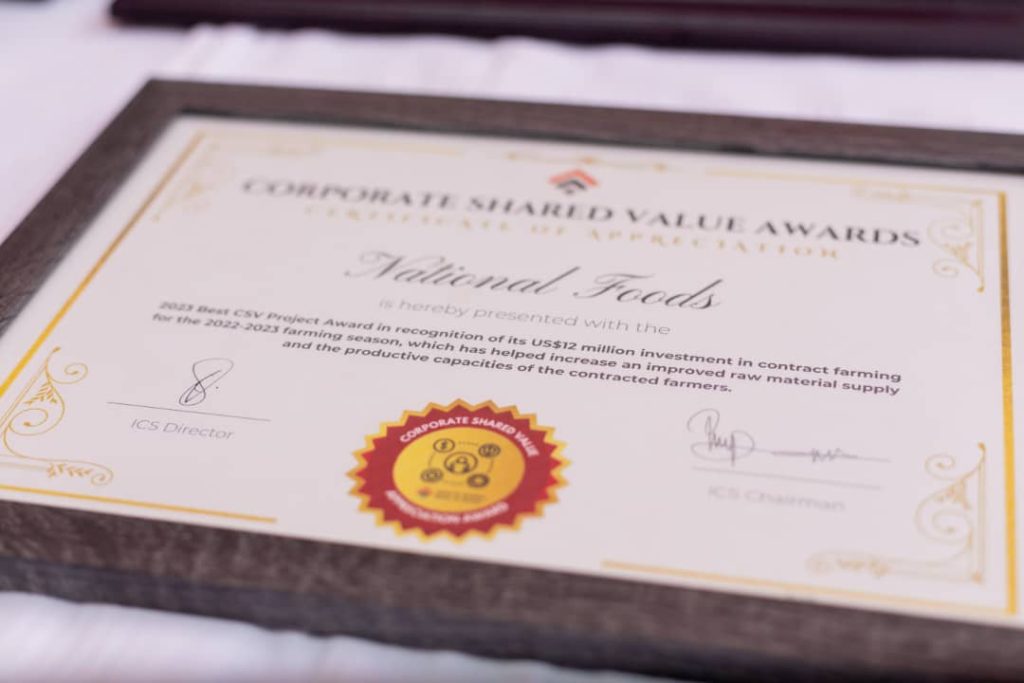 CORPORATE SHARED VALUE AWARDS
CERTIFICATE OF APPRECIATION
National Foods
is hereby presented with the
2023 Best CSV Project Award in recognition of its US$12 million investment in contract farming
for the 2022-2023 farming season, which has helped increase an improved raw material supply
and the productive capacities of the contracted farmers.
ICS Director
ICS Chairman
CORPORATE SHARED VALUE
APPRECIATION AWARD